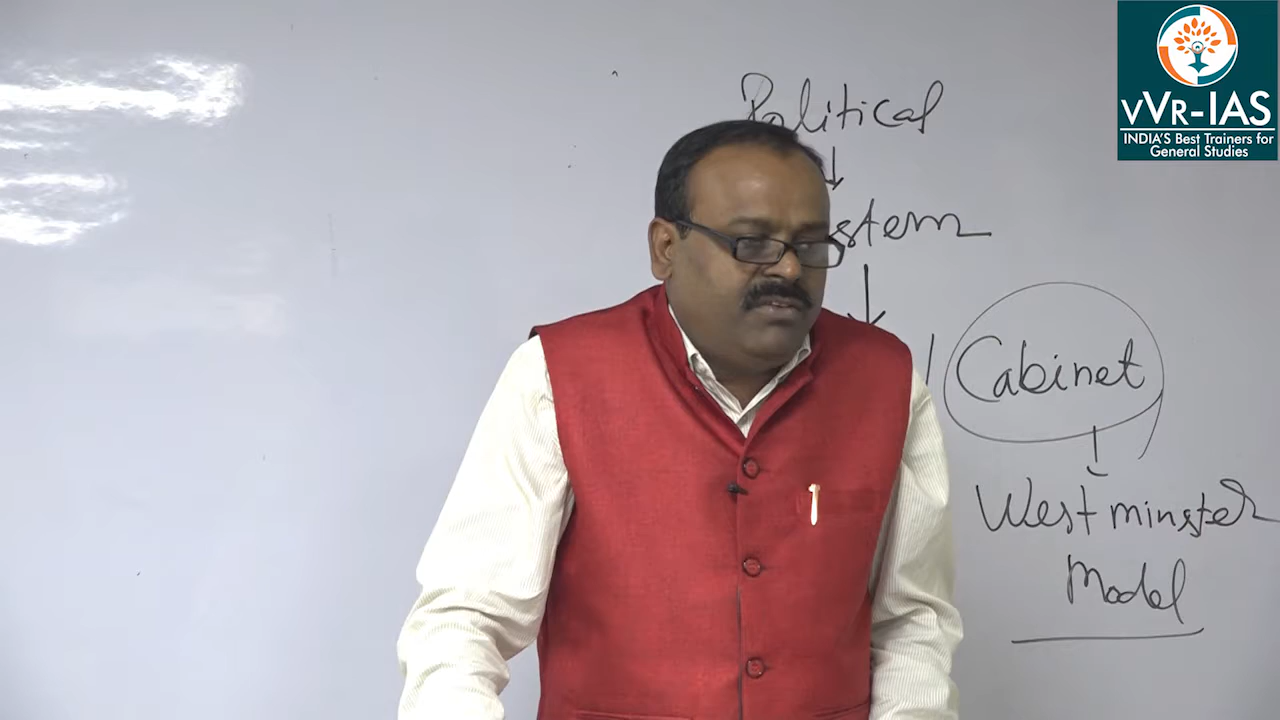 Political
stem
Cabinet
Westminster
Model
vVr-IAS
INDIA'S Best Trainers for
General Studies